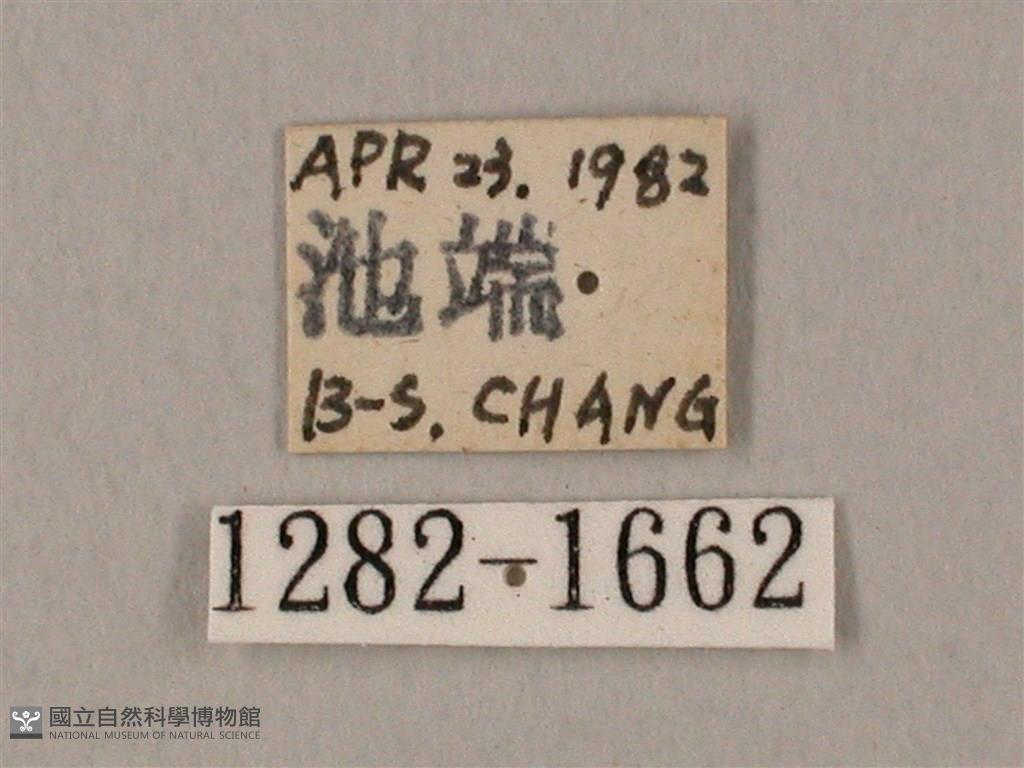 APR 23. 1982
池端
B-S. CHANG
1282-1662
國立自然科學博物館
NATIONAL MUSEUM OF NATURAL SCIENCE